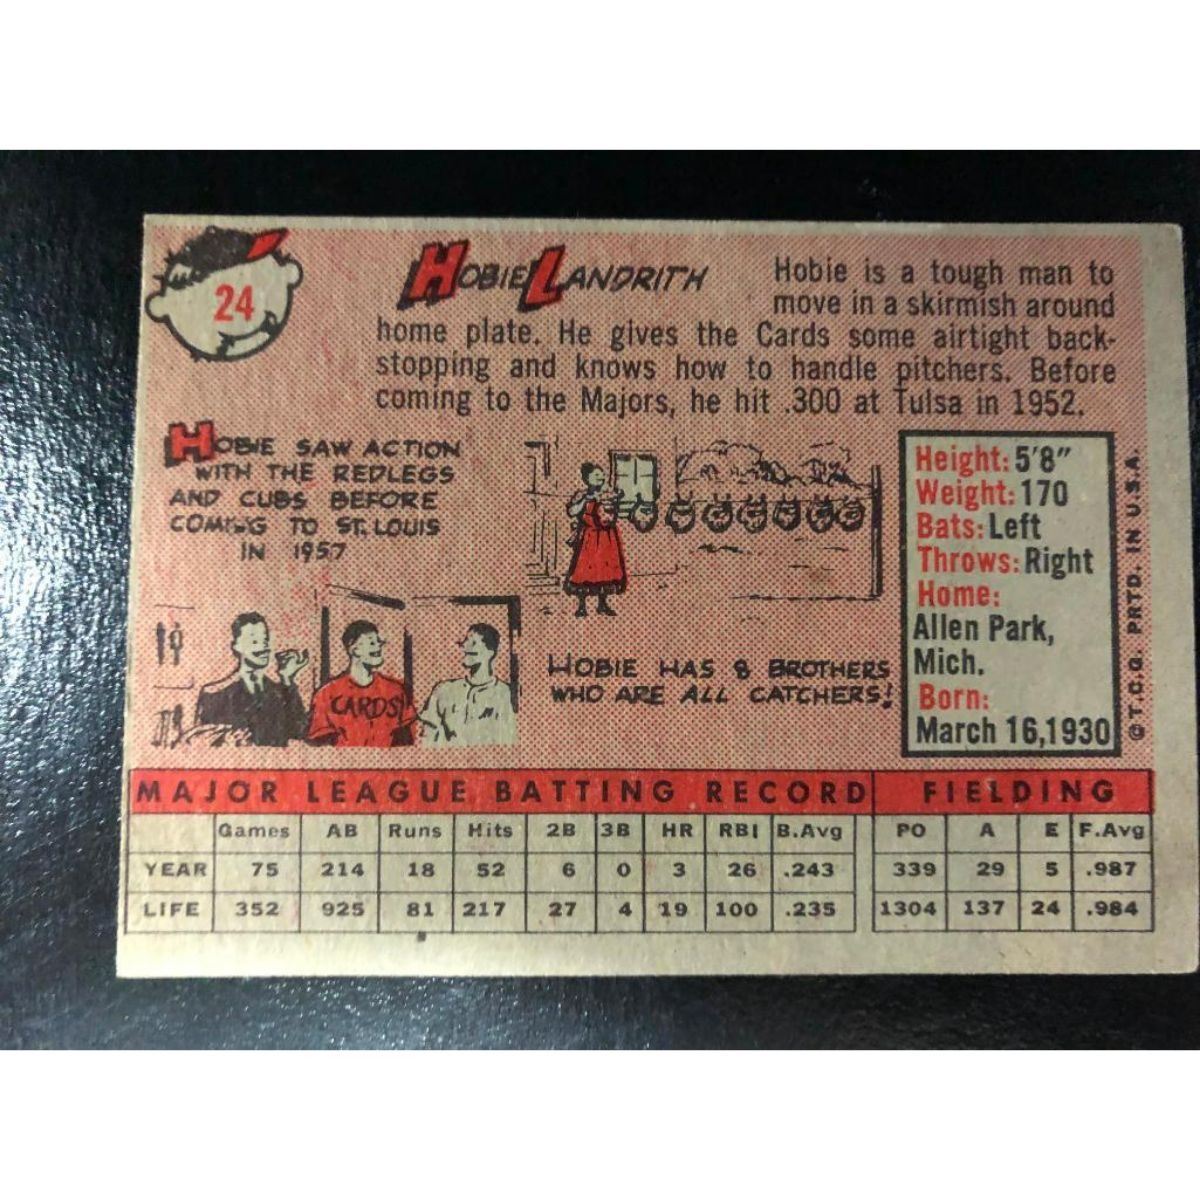 24
HOBIE LANDRITH
Hobie is a tough man to
move in a skirmish around
home plate. He gives the Cards some airtight back-
stopping and knows how to handle pitchers. Before
coming to the Majors, he hit .300 at Tulsa in 1952.
HOBIE SAW ACTION
WITH THE REDLEGS
AND CUBS BEFORE
COMING TO ST. LOUIS
IN 1957
CARDS
HOBIE HAS 8 BROTHERS
WHO ARE ALL CATCHERS!
Height: 5'8"
Weight: 170
Bats: Left
Throws: Right
Home:
Allen Park,
Mich.
Born:
March 16, 1930
©T.C.G. PRTD. IN U.S.A.
MAJOR LEAGUE BATTING RECORD FIELDING
Games AB Runs Hits 2B 3B HR RBI B.Avg PO A E F.Avg
YEAR 75 214 18 52 6 0 3 26 .243 339 29 5 .987
LIFE 352 925 81 217 27 4 19 100 .235 1304 137 24 .984